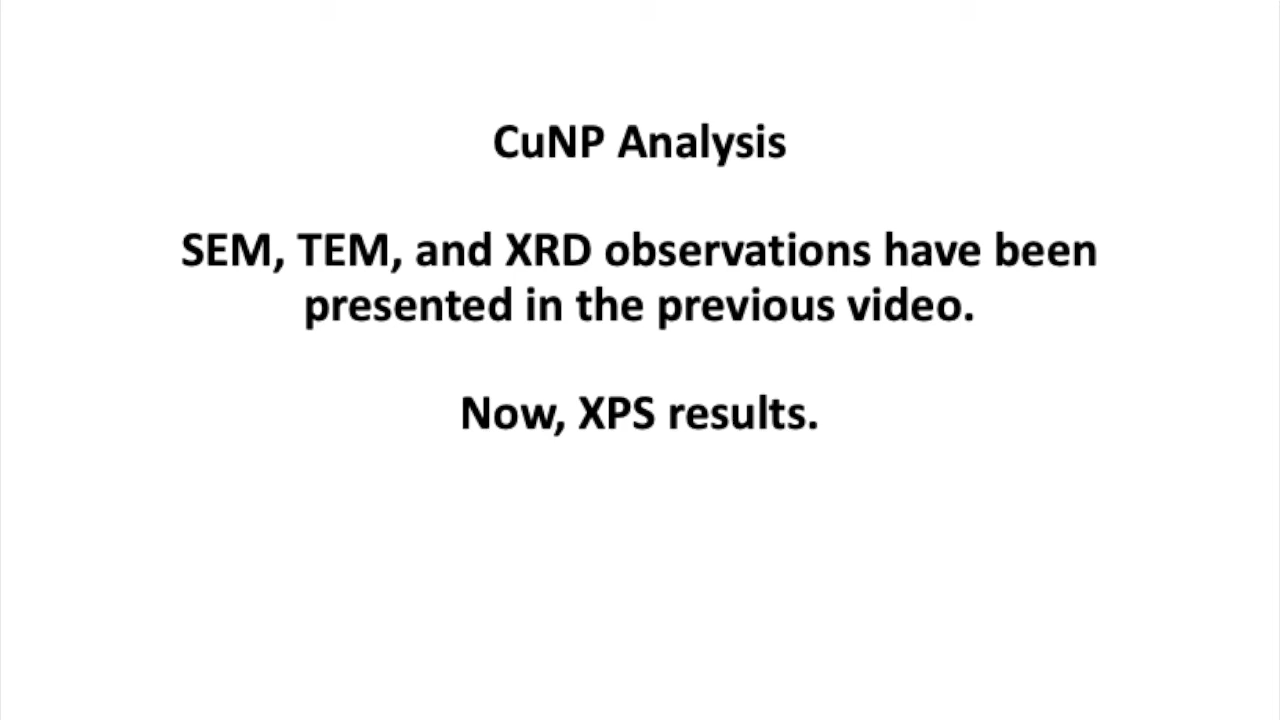 CuNP Analysis
SEM, TEM, and XRD observations have been
presented in the previous video.
Now, XPS results.